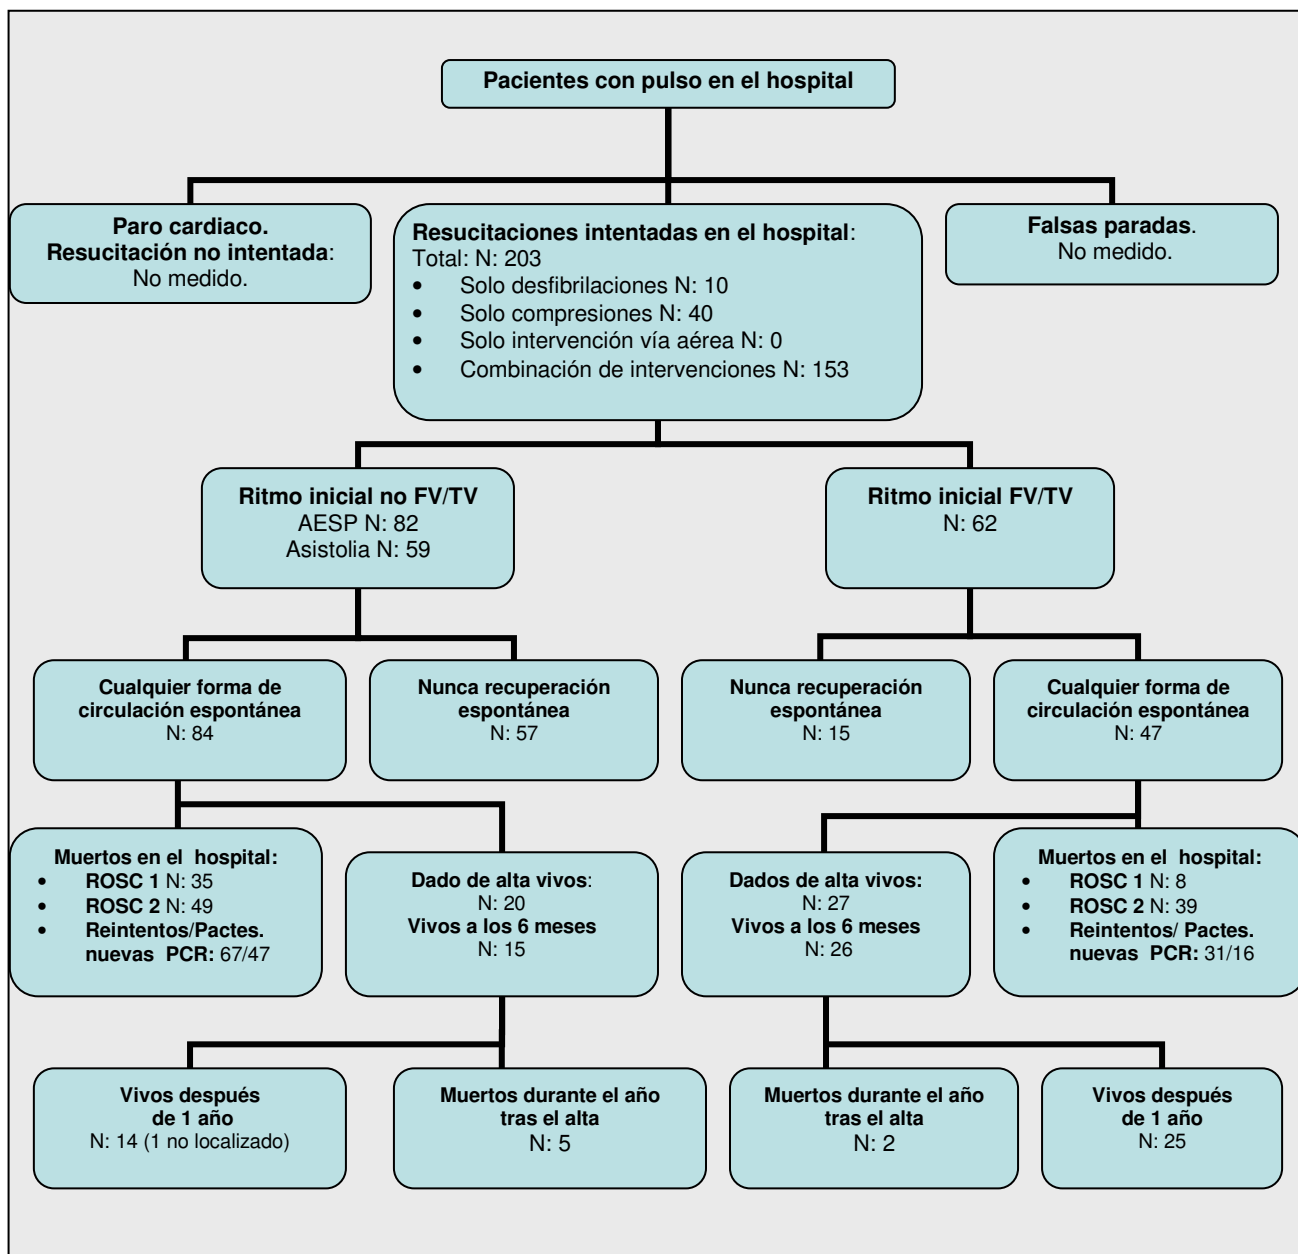 Pacientes con pulso en el hospital
Paro cardiaco.
Resucitación no intentada:
No medido.
Resucitaciones intentadas en el hospital:
Total: N: 203
• Solo desfibrilaciones N: 10
• Solo compresiones N: 40
• Solo intervención vía aérea N: 0
• Combinación de intervenciones N: 153
Falsas paradas.
No medido.
Ritmo inicial no FV/TV
AESP N: 82
Asistolia N: 59
Ritmo inicial FV/TV
N: 62
Cualquier forma de
circulación espontánea
N: 84
Nunca recuperación
espontánea
N: 57
Nunca recuperación
espontánea
N: 15
Cualquier forma de
circulación espontánea
N: 47
Muertos en el hospital:
• ROSC 1 N: 35
• ROSC 2 N: 49
• Reintentos/Pactes.
nuevas PCR: 67/47
Dado de alta vivos:
N: 20
Vivos a los 6 meses
N: 15
Dados de alta vivos:
N: 27
Vivos a los 6 meses
N: 26
Muertos en el hospital:
• ROSC 1 N: 8
• ROSC 2 N: 39
• Reintentos/ Pactes.
nuevas PCR: 31/16
Vivos después
de 1 año
N: 14 (1 no localizado)
Muertos durante el año
tras el alta
N: 5
Muertos durante el año
tras el alta
N: 2
Vivos después
de 1 año
N: 25